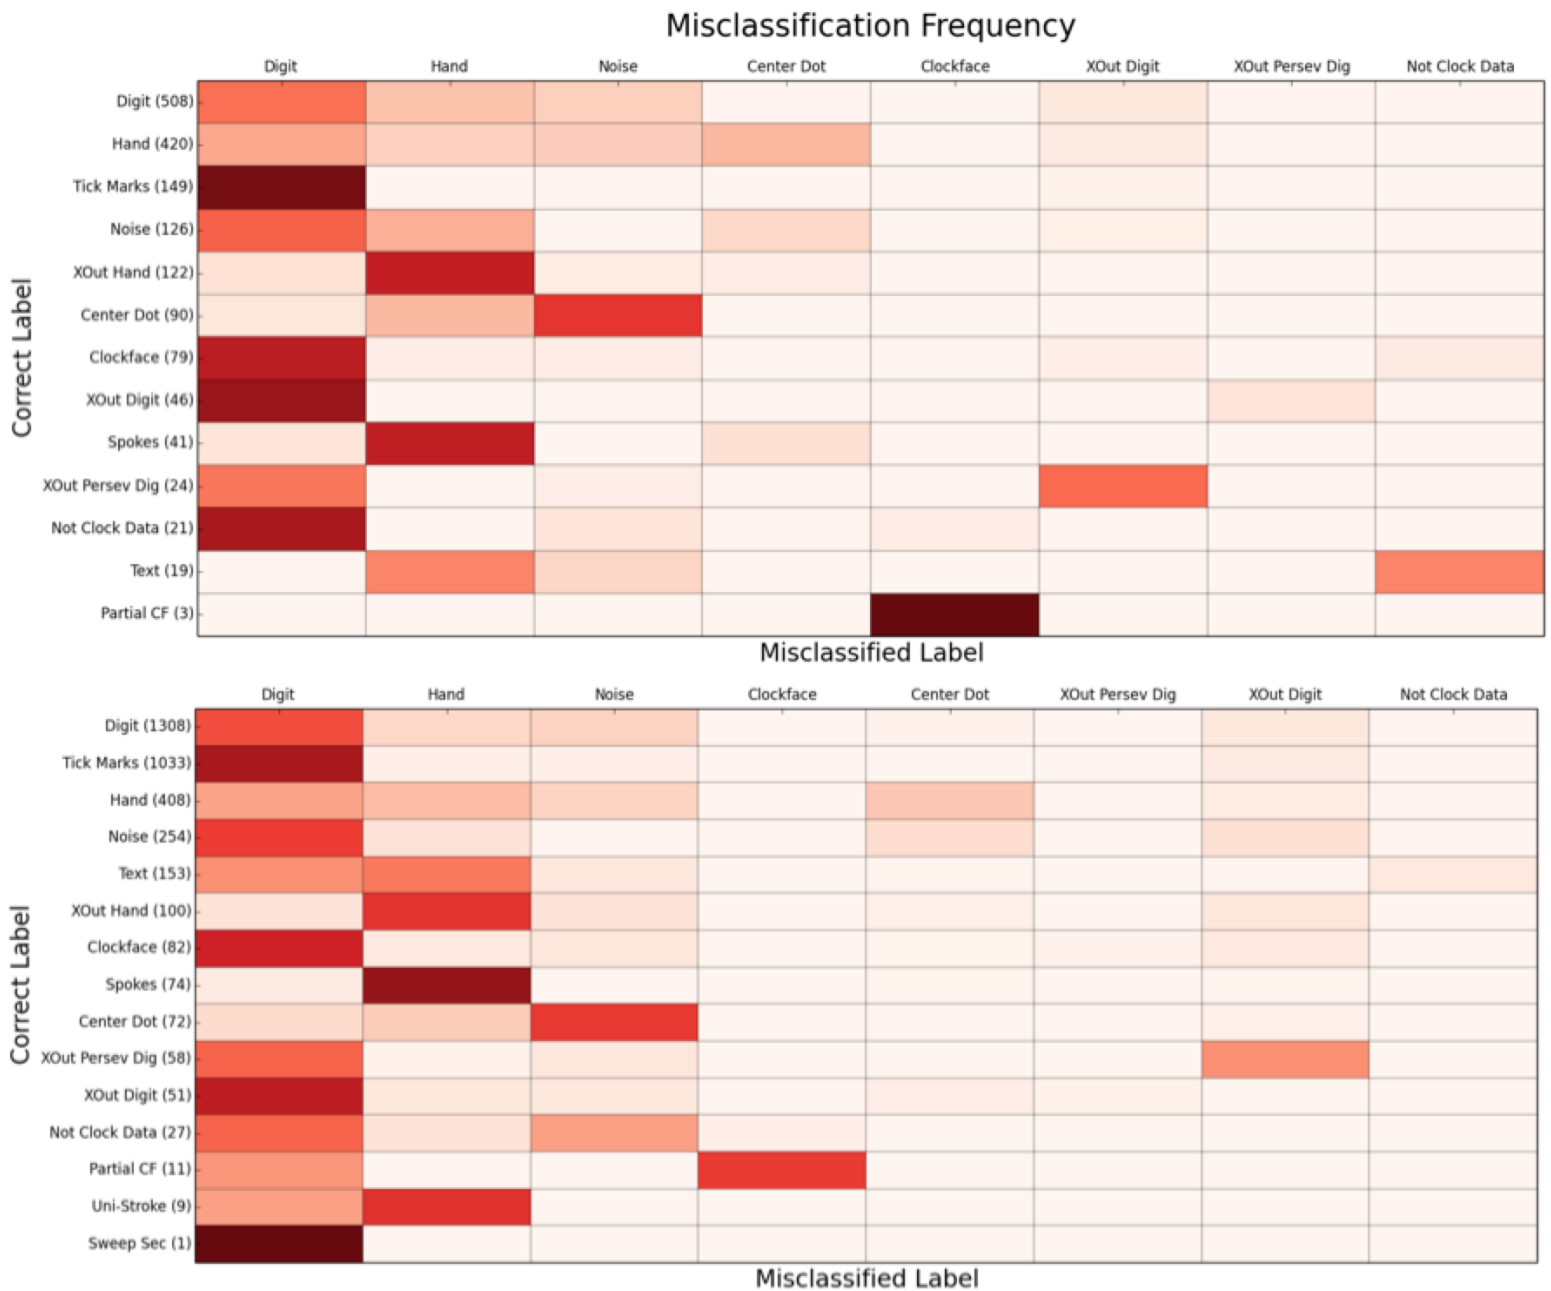 Misclassification Frequency
Digit Hand Noise Center Dot Clockface XOut Digit XOut Persev Dig Not Clock Data
Correct Label
Digit (508)
Hand (420)
Tick Marks (149)
Noise (126)
XOut Hand (122)
Center Dot (90)
Clockface (79)
XOut Digit (46)
Spokes (41)
XOut Persev Dig (24)
Not Clock Data (21)
Text (19)
Partial CF (3)
Misclassified Label
Digit Hand Noise Clockface Center Dot XOut Persev Dig XOut Digit Not Clock Data
Correct Label
Digit (1308)
Tick Marks (1033)
Hand (408)
Noise (254)
Text (153)
XOut Hand (100)
Clockface (82)
Spokes (74)
Center Dot (72)
XOut Persev Dig (58)
XOut Digit (51)
Not Clock Data (27)
Partial CF (11)
Uni-Stroke (9)
Sweep Sec (1)
Misclassified Label